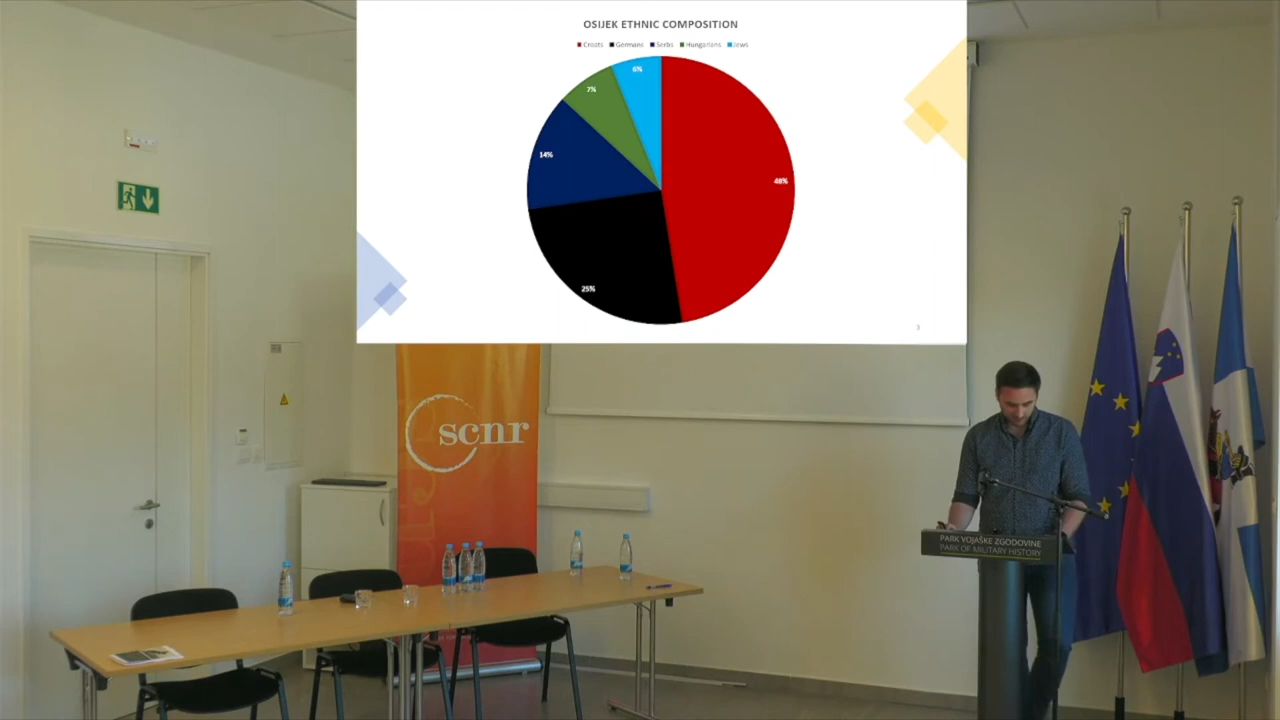 OSIJEK ETHNIC COMPOSITION
Croats Germans Serbs Hungarians Jews
6%
7%
14%
48%
25%
3
scnr
PARK VOJAŠKE ZGODOVINE
PARK OF MILITARY HISTORY